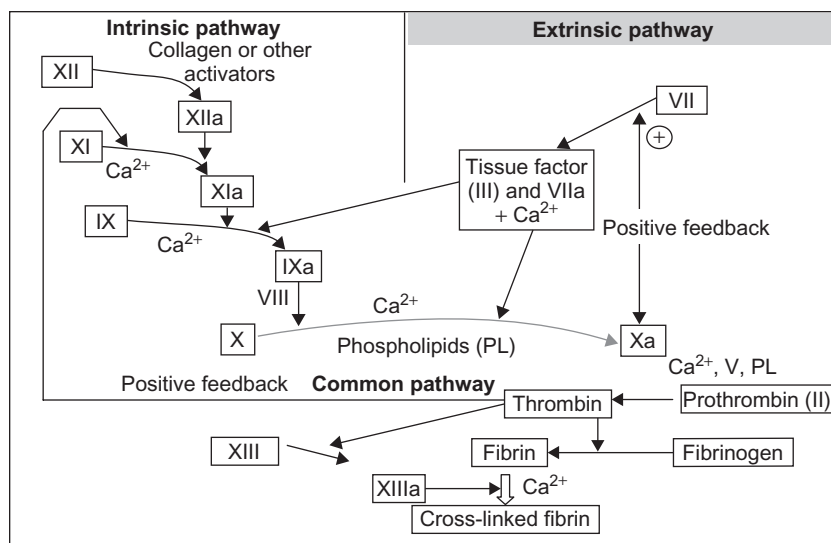 Intrinsic pathway
Extrinsic pathway
Collagen or other
activators
XII
XIIa
VII
+
XI
Ca2+
Tissue factor
(III) and VIIa
+ Ca2+
XIa
IX
Ca2+
Positive feedback
IXa
VIII
Ca2+
X
Phospholipids (PL)
Xa
Ca2+, V, PL
Positive feedback
Common pathway
Thrombin
Prothrombin (II)
XIII
Fibrin
Fibrinogen
XIIIa
Ca2+
Cross-linked fibrin